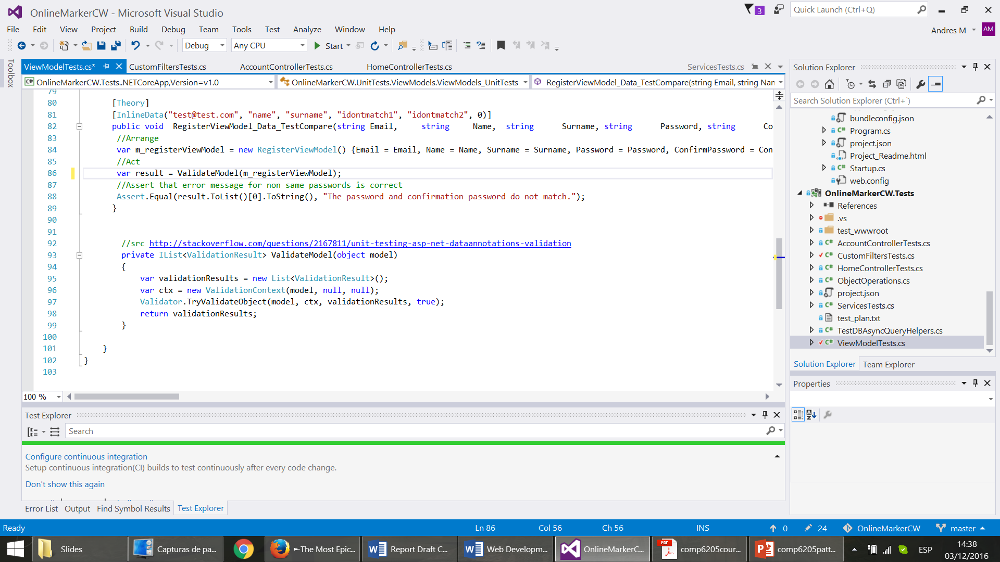 OnlineMarkerCW - Microsoft Visual Studio
3
Quick Launch (Ctrl+Q)
File Edit View Project Build Debug Team Tools Test Analyze Window Help
Andres M AM
Debug Any CPU Start
Toolbox
ViewModelTests.cs* CustomFiltersTests.cs AccountControllerTests.cs HomeControllerTests.cs ServicesTests.cs
OnlineMarkerCW.Tests..NETCoreApp,Version=v1.0 OnlineMarkerCW.UnitTests.ViewModels.ViewModels_UnitTests RegisterViewModel_Data_TestCompare(string Email, string Nan
79
80 [Theory]
81 [InlineData("test@test.com", "name", "surname", "idontmatch1", "idontmatch2", 0)]
82 public void RegisterViewModel_Data_TestCompare(string Email, string Name, string Surname, string Password, string Co
83 //Arrange
84 var m_registerViewModel = new RegisterViewModel() {Email = Email, Name = Name, Surname = Surname, Password = Password, ConfirmPassword = Con
85 //Act
86 var result = ValidateModel(m_registerViewModel);
87 //Assert that error message for non same passwords is correct
88 Assert.Equal(result.ToList()[0].ToString(), "The password and confirmation password do not match.");
89 }
90
91
92 //src http://stackoverflow.com/questions/2167811/unit-testing-asp-net-dataannotations-validation
93 private IList<ValidationResult> ValidateModel(object model)
94 {
95 var validationResults = new List<ValidationResult>();
96 var ctx = new ValidationContext(model, null, null);
97 Validator.TryValidateObject(model, ctx, validationResults, true);
98 return validationResults;
99 }
100
101 }
102 }
103
100 %
Test Explorer
Search
Configure continuous integration
Setup continuous integration(CI) builds to test continuously after every code change.
Don't show this again
Error List Output Find Symbol Results Test Explorer
Solution Explorer
Search Solution Explorer (Ctrl+`)
bundleconfig.json
C# Program.cs
project.json
Project_Readme.html
C# Startup.cs
web.config
OnlineMarkerCW.Tests
References
.vs
test_wwwroot
C# AccountControllerTests.cs
C# CustomFiltersTests.cs
C# HomeControllerTests.cs
C# ObjectOperations.cs
project.json
C# ServicesTests.cs
test_plan.txt
C# TestDBAsyncQueryHelpers.cs
C# ViewModelTests.cs
Solution Explorer Team Explorer
Properties
Ready Ln 86 Col 56 Ch 56 INS 0 24 OnlineMarkerCW master
Slides Capturas de pa... The Most Epic... Report Draft C... Web Developm... OnlineMarkerC... PDF comp6205cour... comp6205patt... ESP 14:38
03/12/2016